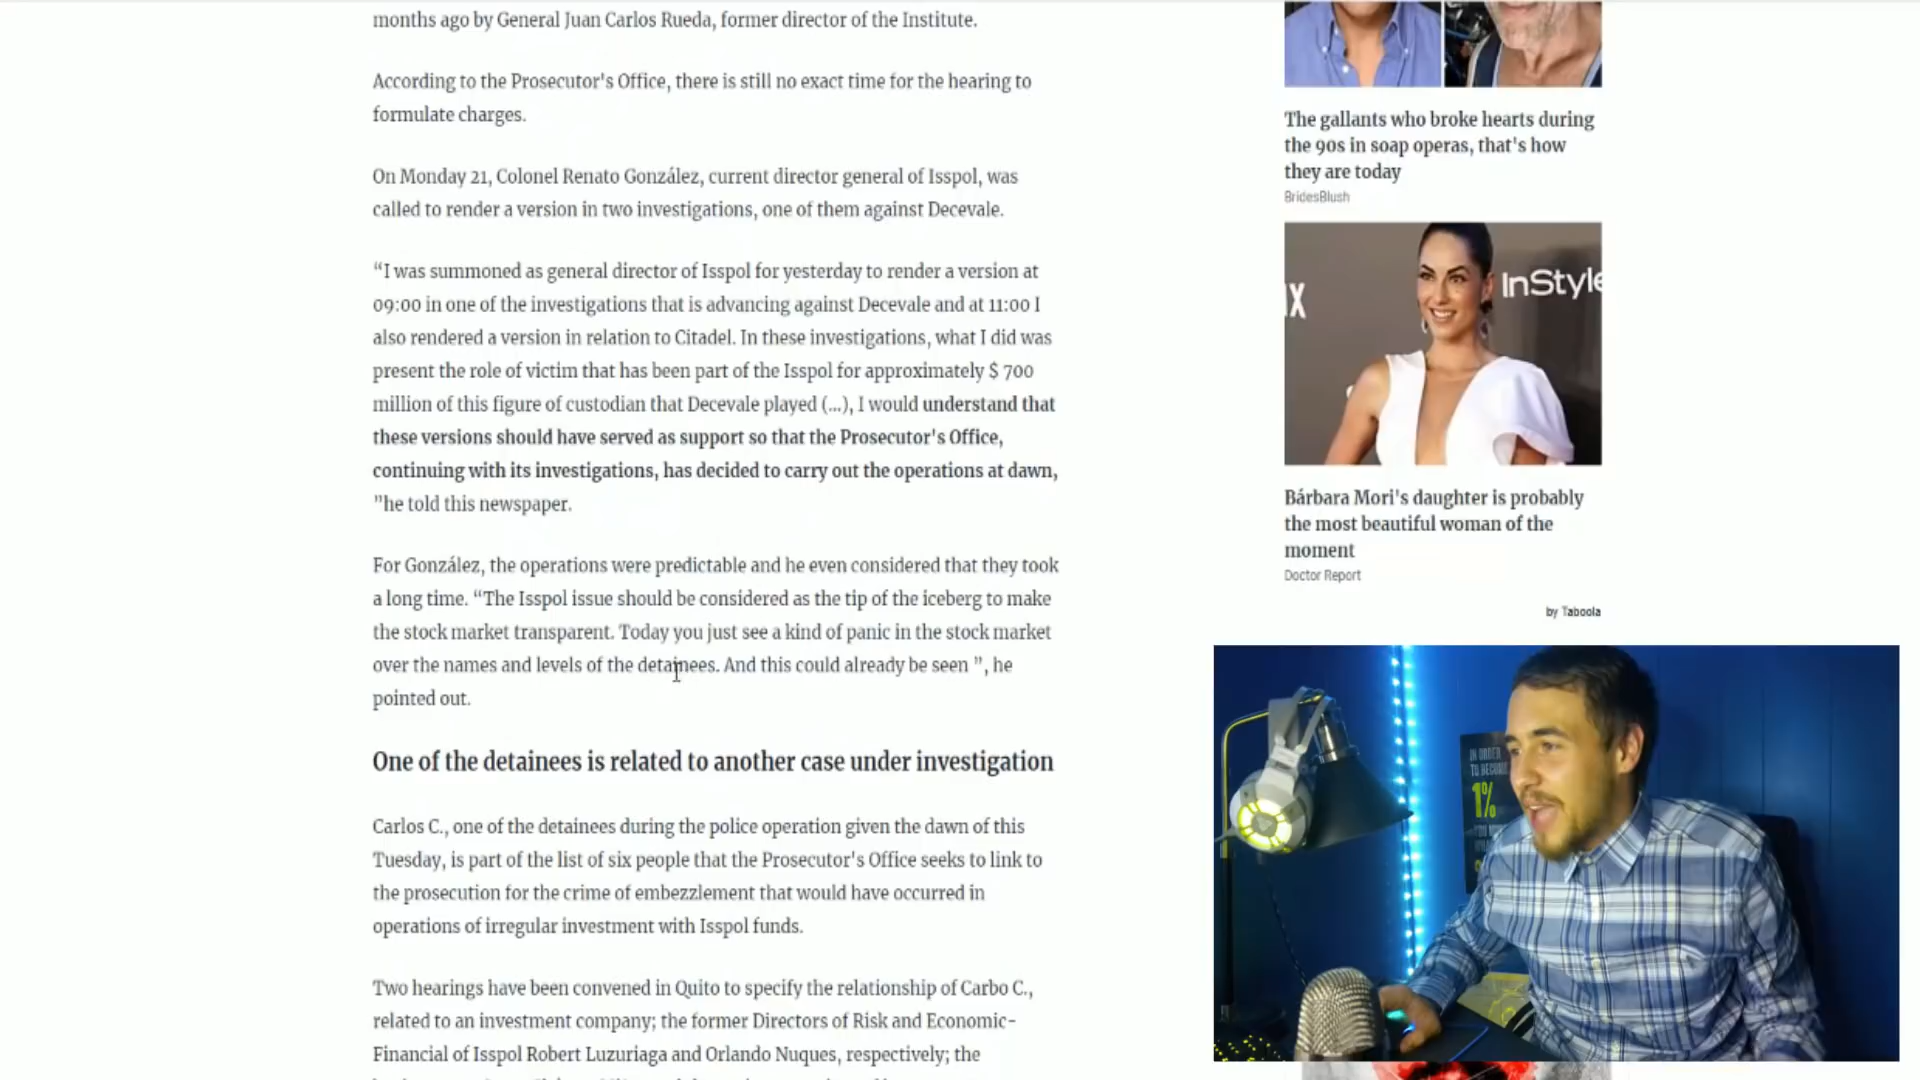 months ago by General Juan Carlos Rueda, former director of the Institute.
According to the Prosecutor's Office, there is still no exact time for the hearing to
formulate charges.
On Monday 21, Colonel Renato González, current director general of Isspol, was
called to render a version in two investigations, one of them against Decevale.
“I was summoned as general director of Isspol for yesterday to render a version at
09:00 in one of the investigations that is advancing against Decevale and at 11:00 I
also rendered a version in relation to Citadel. In these investigations, what I did was
present the role of victim that has been part of the Isspol for approximately $ 700
million of this figure of custodian that Decevale played (...), I would understand that
these versions should have served as support so that the Prosecutor's Office,
continuing with its investigations, has decided to carry out the operations at dawn,
”he told this newspaper.
For González, the operations were predictable and he even considered that they took
a long time. “The Isspol issue should be considered as the tip of the iceberg to make
the stock market transparent. Today you just see a kind of panic in the stock market
over the names and levels of the detainees. And this could already be seen ”, he
pointed out.
One of the detainees is related to another case under investigation
Carlos C., one of the detainees during the police operation given the dawn of this
Tuesday, is part of the list of six people that the Prosecutor's Office seeks to link to
the prosecution for the crime of embezzlement that would have occurred in
operations of irregular investment with Isspol funds.
Two hearings have been convened in Quito to specify the relationship of Carbo C.,
related to an investment company; the former Directors of Risk and Economic-
Financial of Isspol Robert Luzuriaga and Orlando Nuques, respectively; the
The gallants who broke hearts during
the 90s in soap operas, that's how
they are today
BridesBlush
IX
InStyle
Bárbara Mori's daughter is probably
the most beautiful woman of the
moment
Doctor Report
by Taboola
IN ORDER
TO BECOME
1%